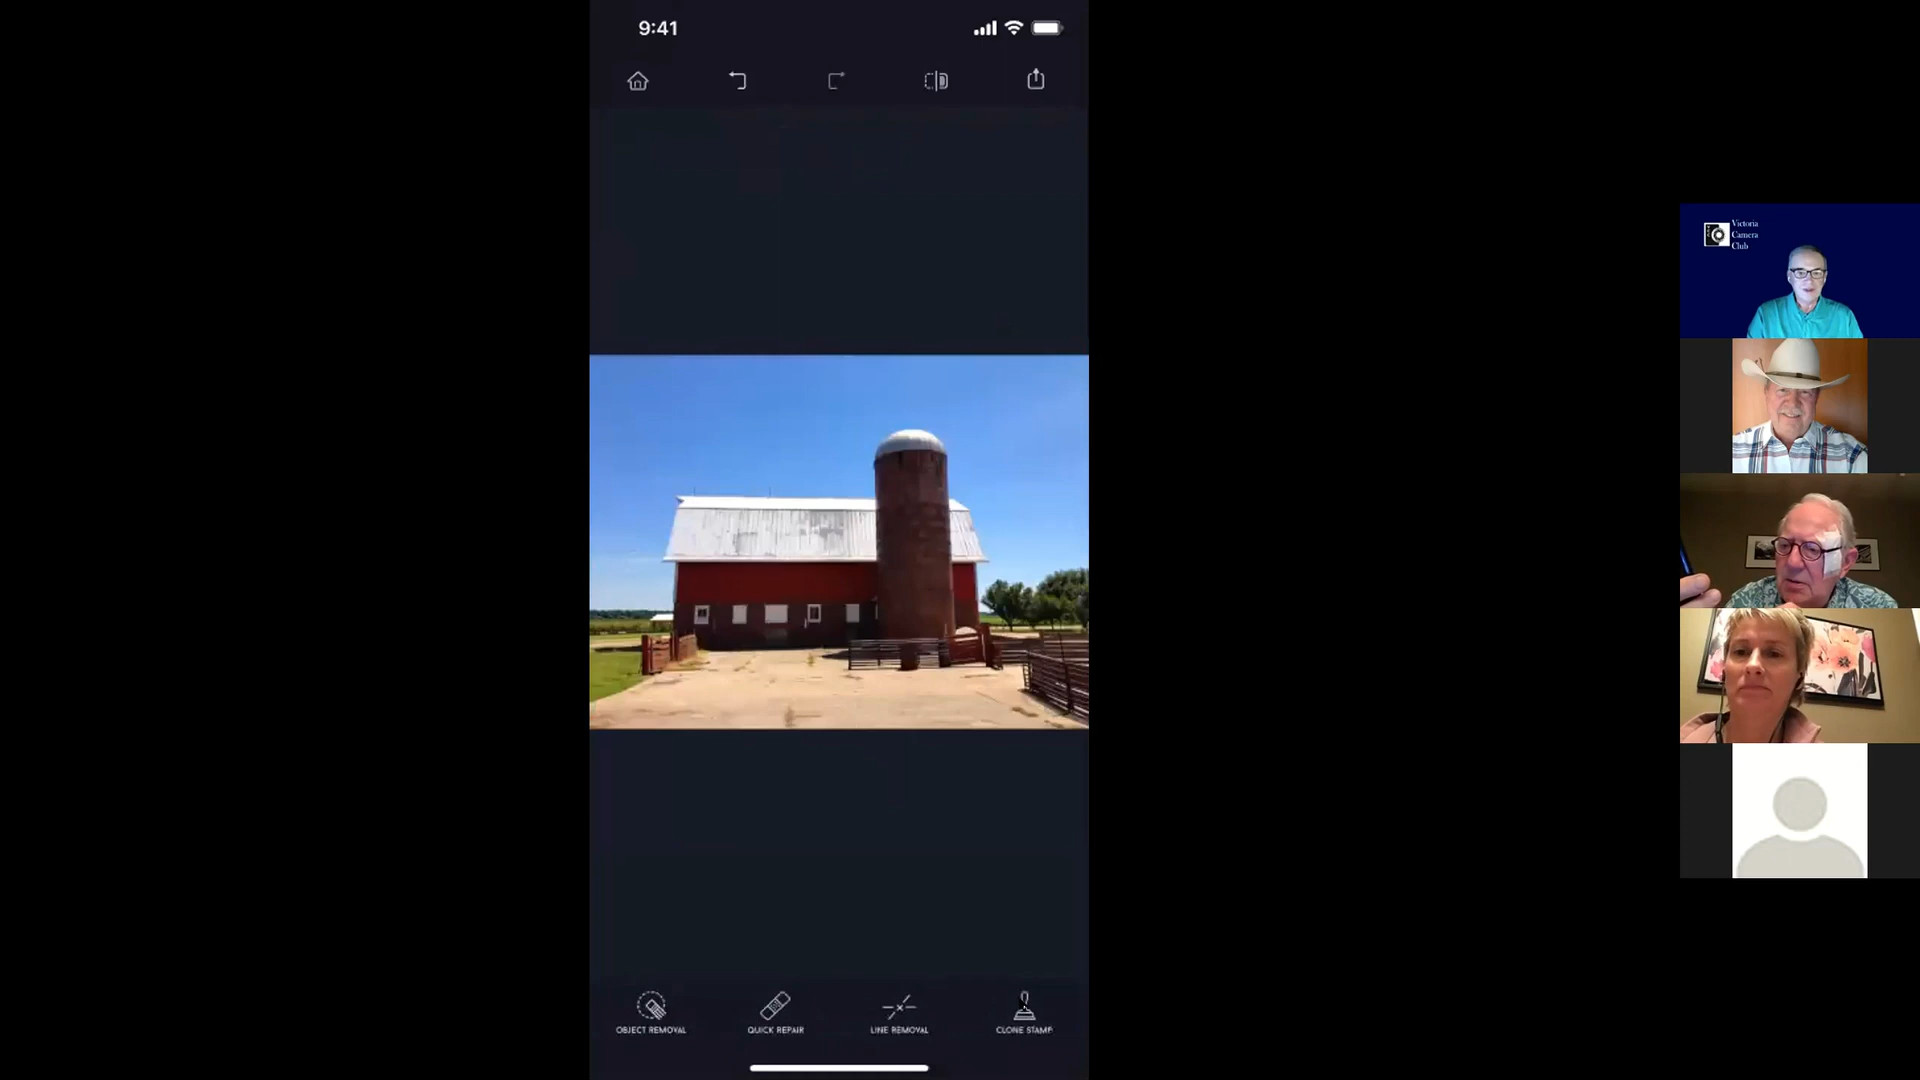 9:41
Victoria
Camera
Club
OBJECT REMOVAL
QUICK REPAIR
LINE REMOVAL
CLONE STAMP